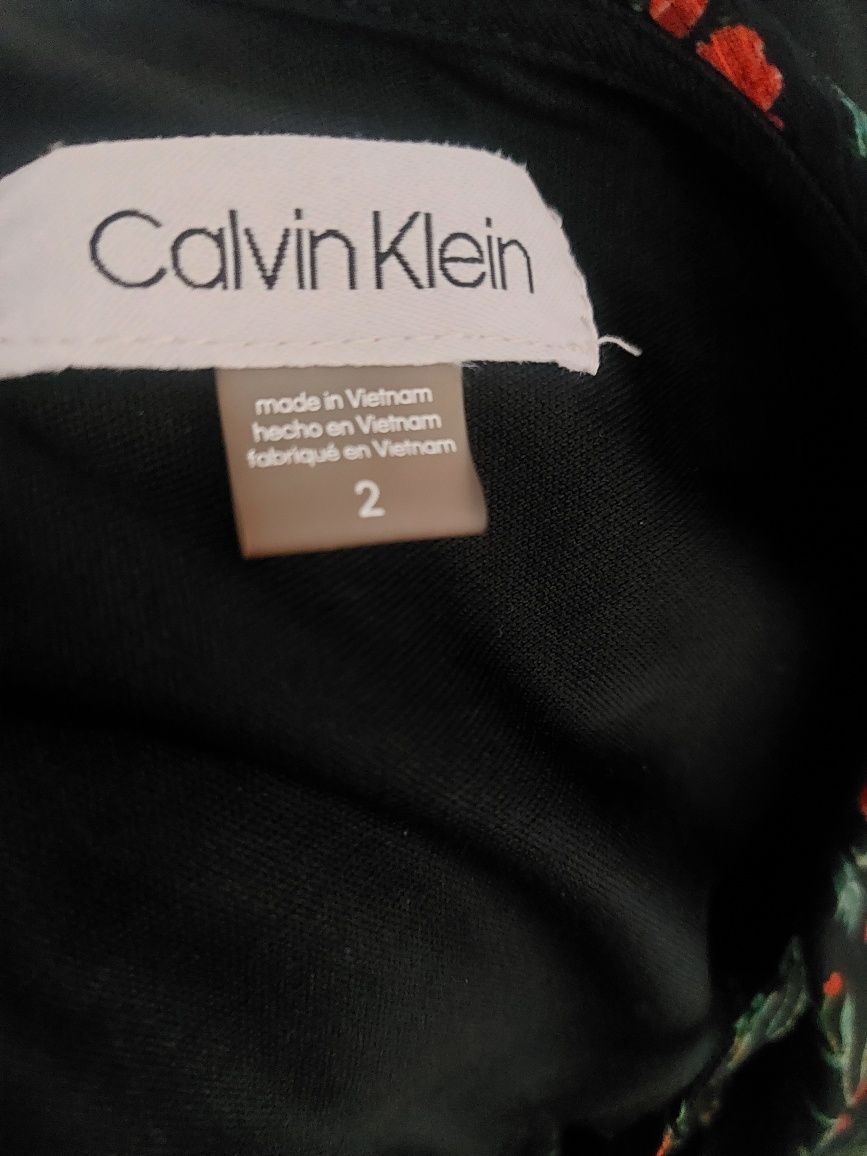 Calvin Klein
made in Vietnam
hecho en Vietnam
fabriqué en Vietnam
2